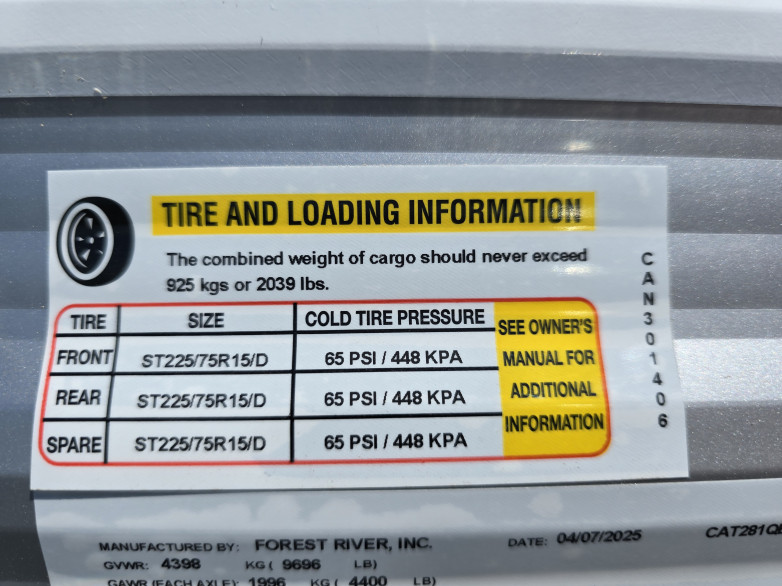 TIRE AND LOADING INFORMATION
The combined weight of cargo should never exceed
925 kgs or 2039 lbs.
TIRE SIZE COLD TIRE PRESSURE SEE OWNER'S
FRONT ST225/75R15/D 65 PSI / 448 KPA MANUAL FOR
REAR ST225/75R15/D 65 PSI / 448 KPA ADDITIONAL
SPARE ST225/75R15/D 65 PSI / 448 KPA INFORMATION
CAN301406
MANUFACTURED BY: FOREST RIVER, INC. DATE: 04/07/2025
GVWR: 4398 KG ( 9696 LB)
GAWR (EACH AXLE): 1996 KG ( 4400 LB)